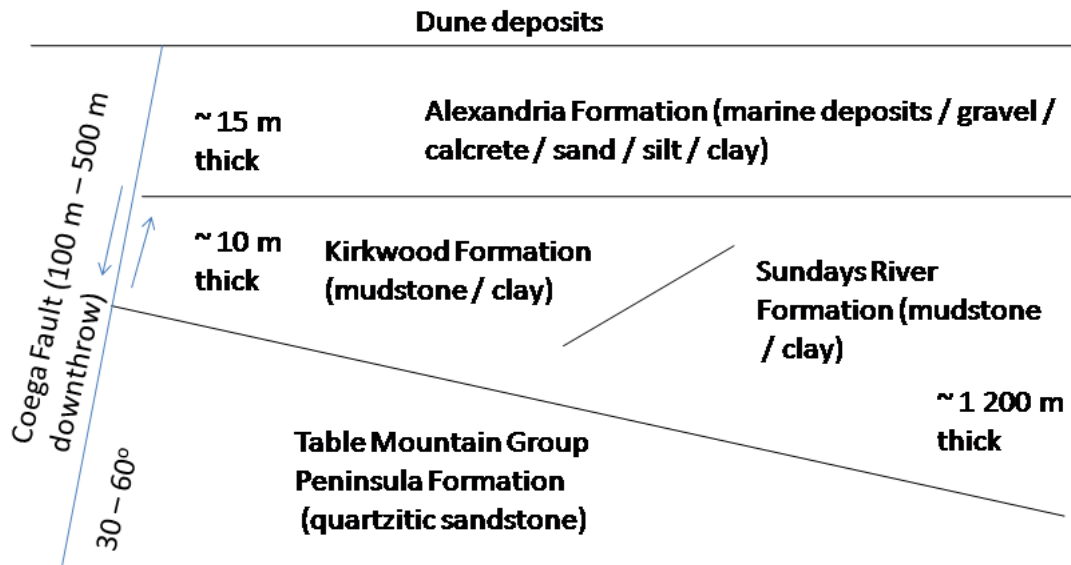 Dune deposits
~ 15 m
thick
Alexandria Formation (marine deposits / gravel /
calcrete / sand / silt / clay)
Coega Fault (100 m – 500 m
downthrow)
~ 10 m
thick
Kirkwood Formation
(mudstone / clay)
Sundays River
Formation (mudstone
/ clay)
~ 1 200 m
thick
Table Mountain Group
Peninsula Formation
(quartzitic sandstone)
30 – 60°